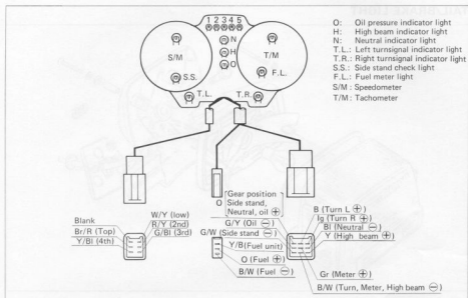 1 2 3 4 5
N
H
O
S/M
T/M
S.S.
F.L.
T.L.
T.R.
O: Oil pressure indicator light
H: High beam indicator light
N: Neutral indicator light
T.L.: Left turnsignal indicator light
T.R.: Right turnsignal indicator light
S.S.: Side stand check light
F.L.: Fuel meter light
S/M: Speedometer
T/M: Tachometer
Blank
Br/R (Top)
Y/Bl (4th)
W/Y (low)
R/Y (2nd)
G/Bl (3rd)
O
Gear position
Side stand,
Neutral, oil ⊕
G/Y (Oil ⊖)
G/W (Side stand ⊖)
Y/B(Fuel unit)
O (Fuel ⊕)
B/W (Fuel ⊖)
B (Turn L ⊕)
lg (Turn R ⊕)
Bl (Neutral ⊖)
Y (High beam ⊕)
Gr (Meter ⊕)
B/W (Turn, Meter, High beam ⊖)